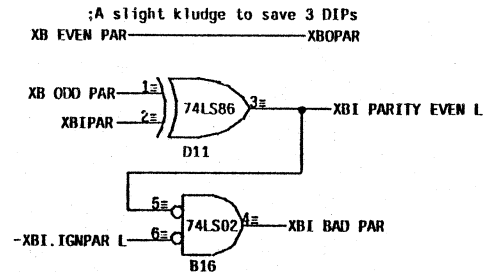 ;A slight kludge to save 3 DIPs
XB EVEN PAR XBOPAR
XB ODD PAR 1≡ 74LS86 3≡ XBI PARITY EVEN L
XBIPAR 2≡
D11
5≡ 74LS02 4≡ XBI BAD PAR
-XBI.IGNPAR L 6≡
B16